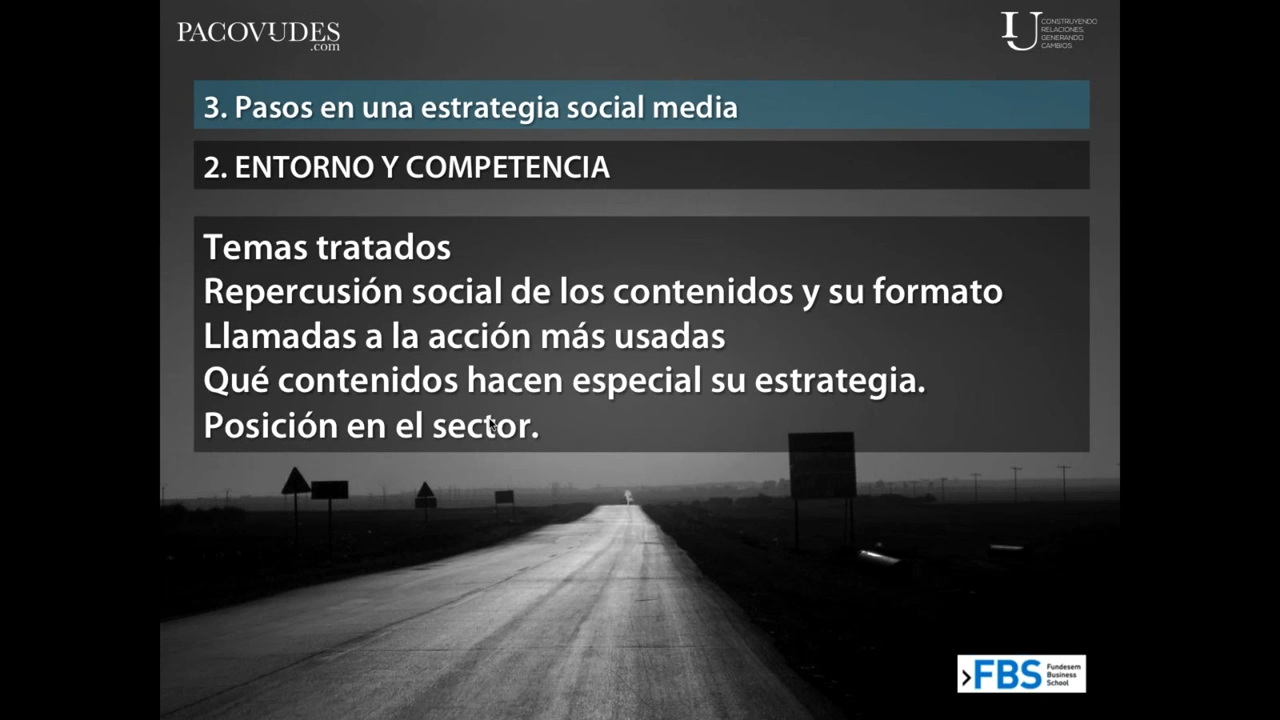 PACOVUDES
.com
U
CONSTRUYENDO
RELACIONES,
GENERANDO
CAMBIOS
3. Pasos en una estrategia social media
2. ENTORNO Y COMPETENCIA
Temas tratados
Repercusión social de los contenidos y su formato
Llamadas a la acción más usadas
Qué contenidos hacen especial su estrategia.
Posición en el sector.
FBS
Fundesem
Business
School